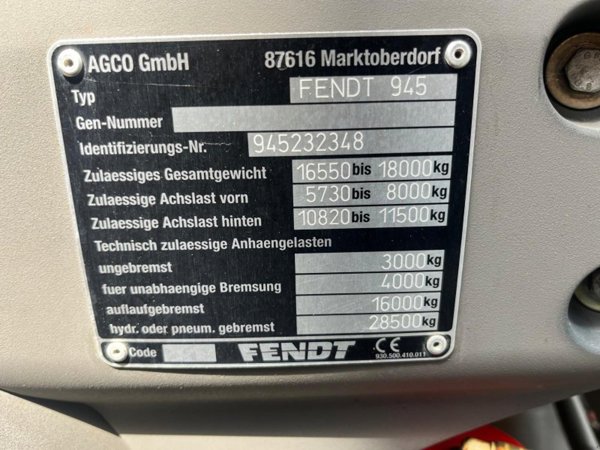 AGCO GmbH 87616 Marktoberdorf
Typ FENDT 945
Gen-Nummer
Identifizierungs-Nr. 945232348
Zulaessiges Gesamtgewicht 16550 bis 18000 kg
Zulaessige Achslast vorn 5730 bis 8000 kg
Zulaessige Achslast hinten 10820 bis 11500 kg
Technisch zulaessige Anhaengelasten
ungebremst 3000 kg
fuer unabhaengige Bremsung 4000 kg
auflaufgebremst 16000 kg
hydr. oder pneum. gebremst 28500 kg
Code FENDT CE
930.500.410.011